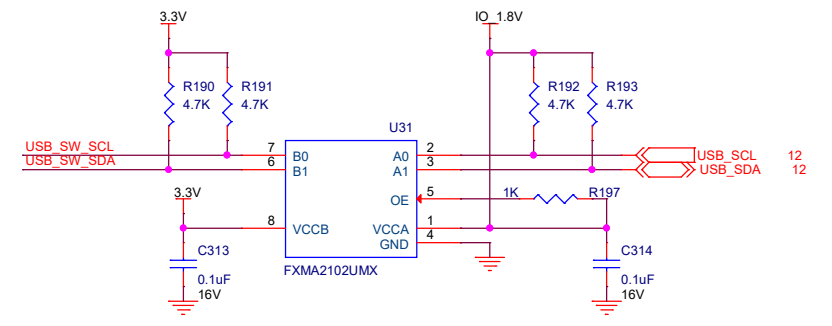 3.3V IO_1.8V
R190 R191 R192 R193
4.7K 4.7K 4.7K 4.7K
U31
USB_SW_SCL 7 B0 A0 2 USB_SCL 12
USB_SW_SDA 6 B1 A1 3 USB_SDA 12
3.3V OE 5 1K R197
8 VCCB VCCA 1
GND 4
C313 C314
FXMA2102UMX
0.1uF 0.1uF
16V 16V